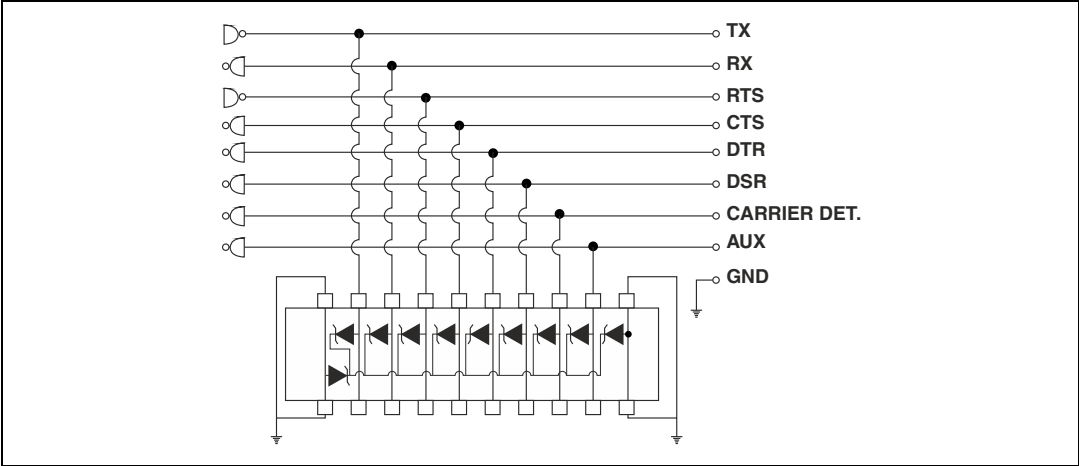 TX
RX
RTS
CTS
DTR
DSR
CARRIER DET.
AUX
GND